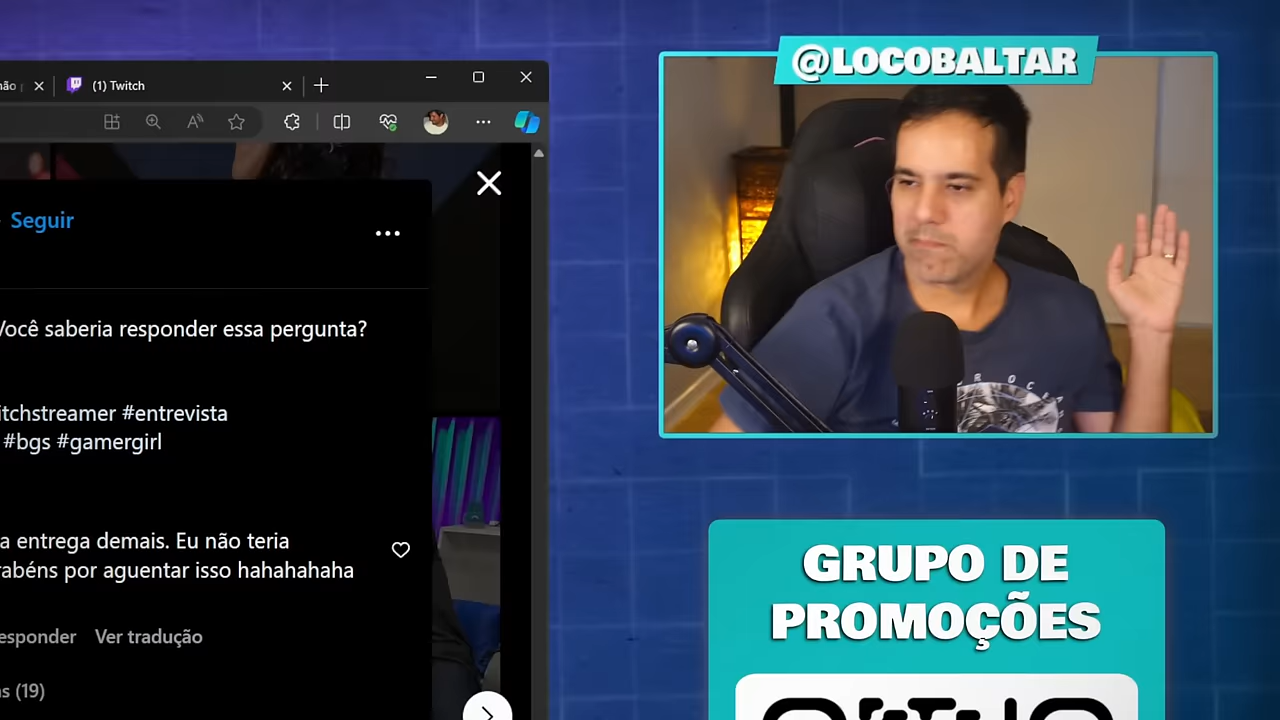 não
(1) Twitch
@LOCOBALTAR
Seguir
Você saberia responder essa pergunta?
itchstreamer #entrevista
#bgs #gamergirl
a entrega demais. Eu não teria
rabéns por aguentar isso hahahahaha
esponder Ver tradução
s (19)
GRUPO DE
PROMOÇÕES